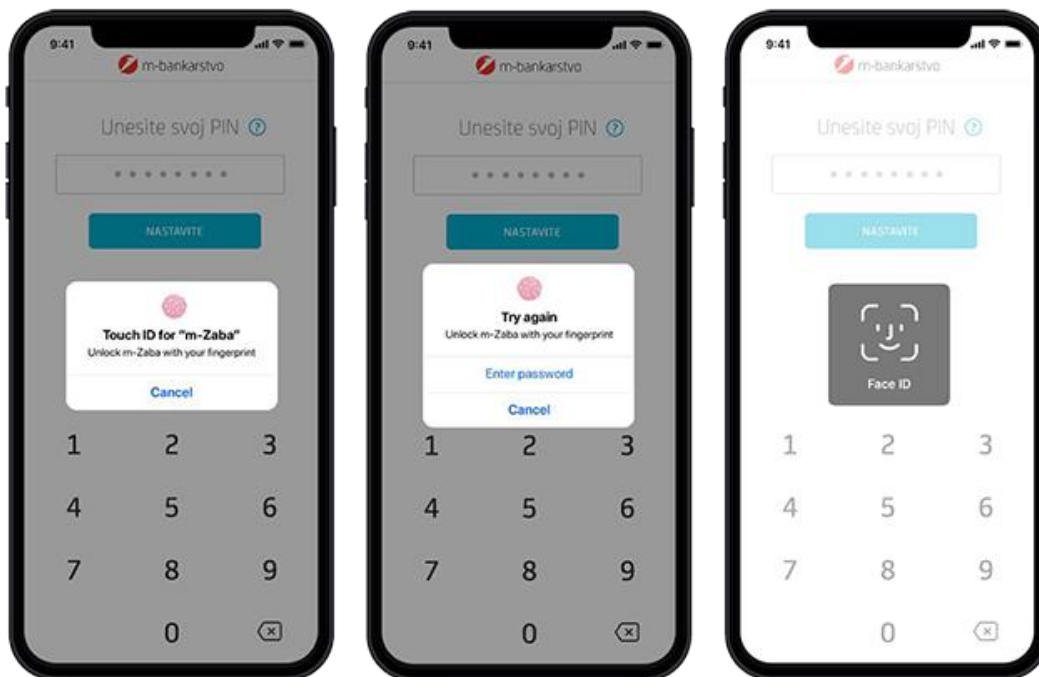 9:41
m-bankarstvo
Unesite svoj PIN ?
NASTAVITE
Touch ID for "m-Zaba"
Unlock m-Zaba with your fingerprint
Cancel
1 2 3
4 5 6
7 8 9
0
9:41
m-bankarstvo
Unesite svoj PIN ?
NASTAVITE
Try again
Unlock m-Zaba with your fingerprint
Enter password
Cancel
1 2 3
4 5 6
7 8 9
0
9:41
m-bankarstvo
Unesite svoj PIN ?
NASTAVITE
Face ID
1 2 3
4 5 6
7 8 9
0